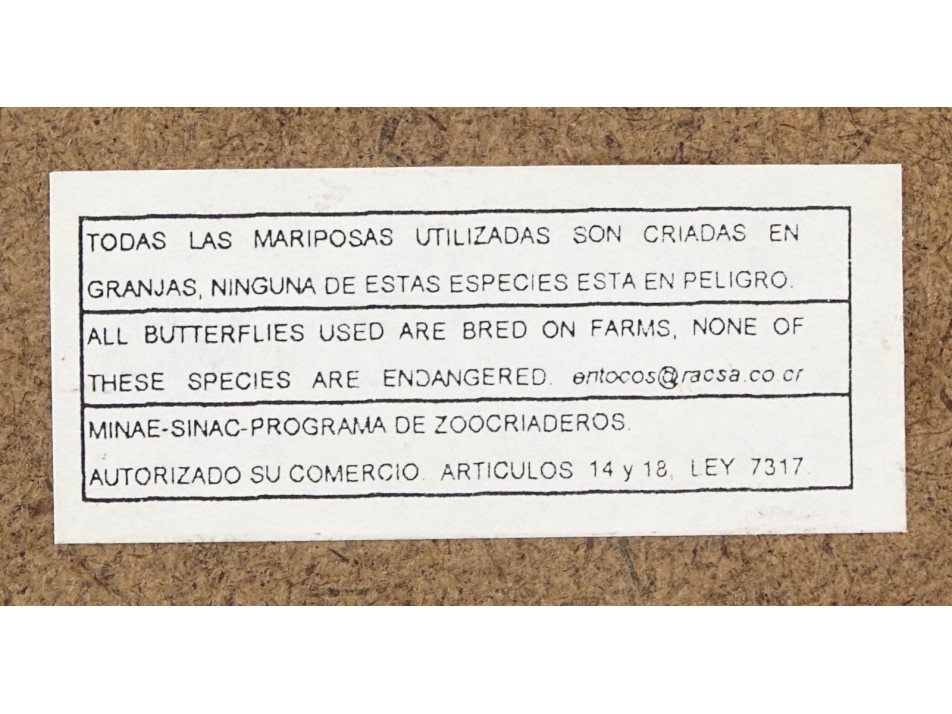 TODAS LAS MARIPOSAS UTILIZADAS SON CRIADAS EN
GRANJAS, NINGUNA DE ESTAS ESPECIES ESTA EN PELIGRO.
ALL BUTTERFLIES USED ARE BRED ON FARMS, NONE OF
THESE SPECIES ARE ENDANGERED. entocos@racsa.co.cr
MINAE-SINAC-PROGRAMA DE ZOOCRIADEROS.
AUTORIZADO SU COMERCIO. ARTICULOS 14 y 18, LEY 7317.